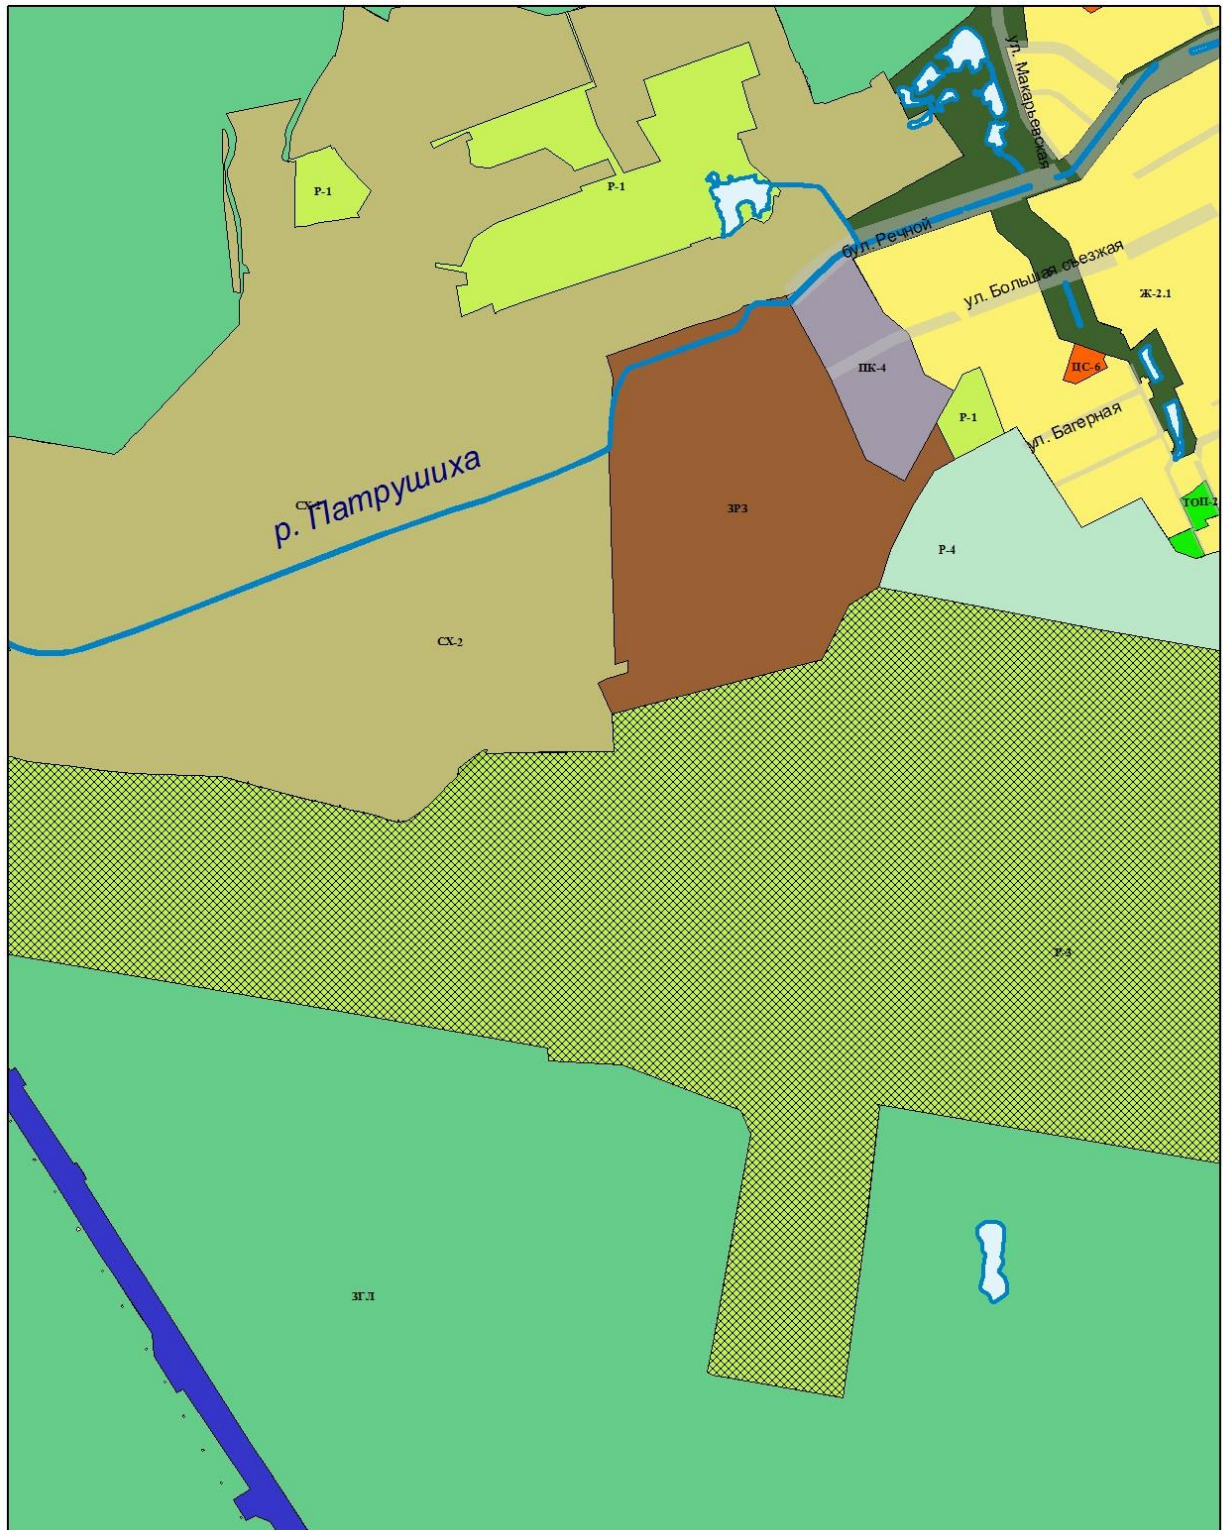 ул. Макарьевская
Р-1
Р-1
бул. Речной
ул. Большая съезжая
Ж-2.1
ПК-4
ЦС-6
Р-1
ул. Багерная
р. Патрушиха
ЗРЗ
ТОП-2
Р-4
СХ-2
Р-3
ЗГЛ